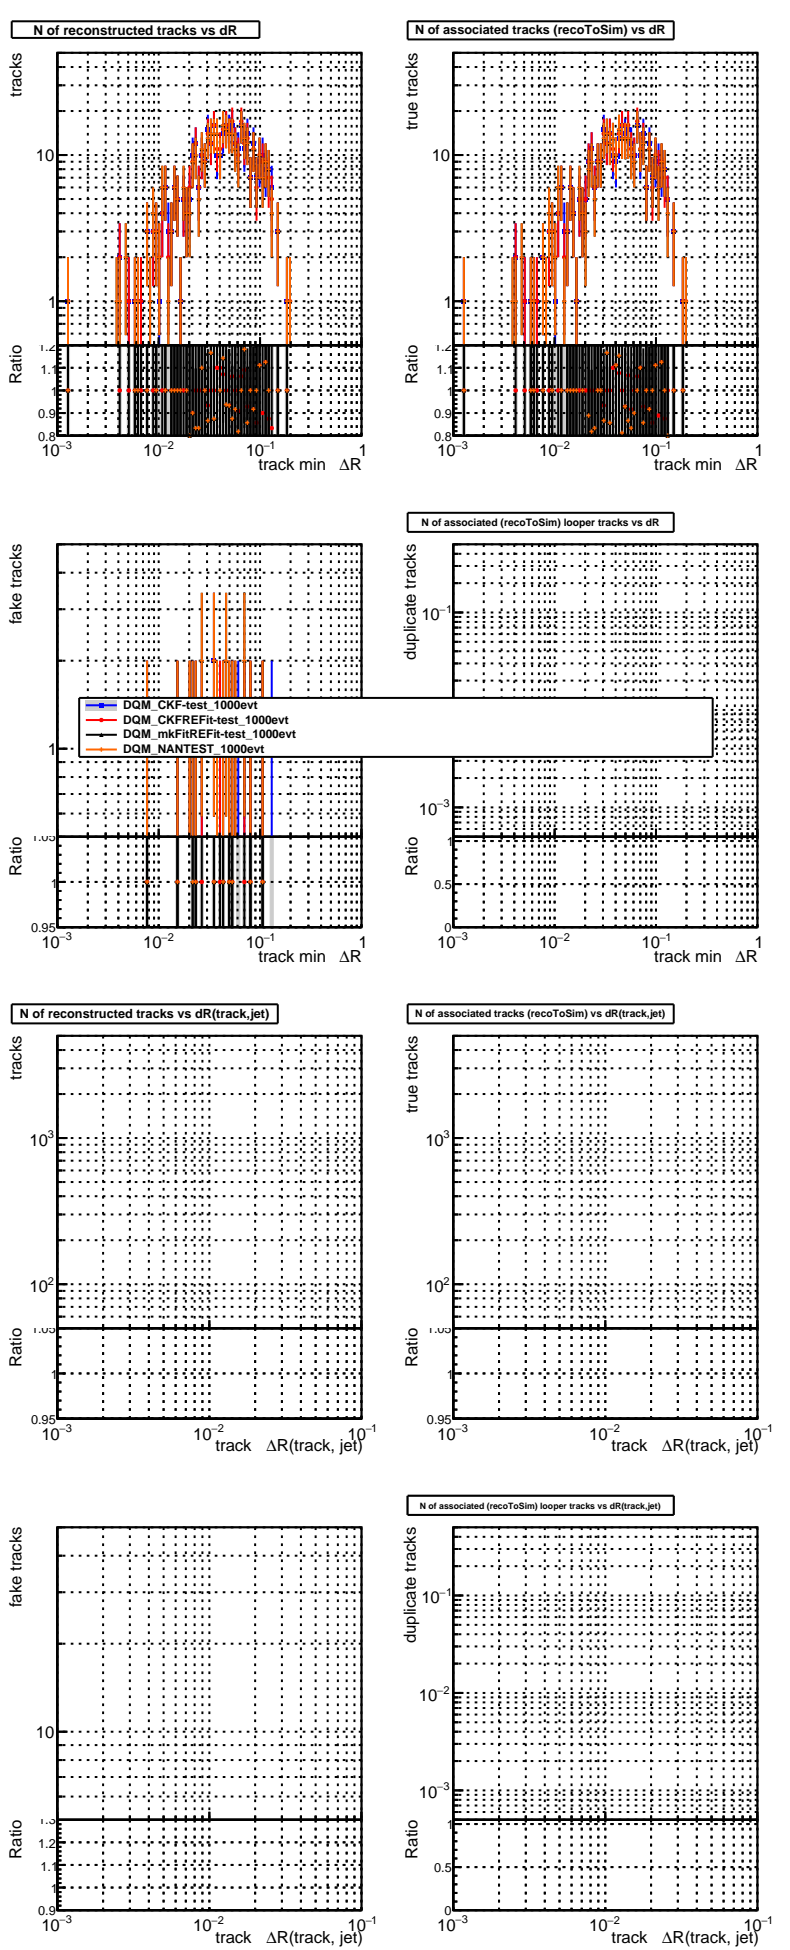 N of reconstructed tracks vs dR
N of associated tracks (recoToSim) vs dR
tracks
10
1
Ratio
1.2
1.1
1
0.9
0.8
10−3
10−2
10−1
1
track min ΔR
true tracks
10
1
Ratio
1.2
1.1
1
0.9
0.8
10−3
10−2
10−1
1
track min ΔR
N of associated (recoToSim) looper tracks vs dR
fake tracks
1
Ratio
1.05
1
0.95
10−3
10−2
10−1
1
track min ΔR
duplicate tracks
10−1
10−3
Ratio
1
0.5
0
10−3
10−2
10−1
1
track min ΔR
DQM_CKF-test_1000evt
DQM_CKFREFit-test_1000evt
DQM_mkFitREFit-test_1000evt
DQM_NANTEST_1000evt
N of reconstructed tracks vs dR(track,jet)
N of associated tracks (recoToSim) vs dR(track,jet)
tracks
103
102
Ratio
1.05
1
0.95
10−3
10−2
10−1
track ΔR(track, jet)
true tracks
103
102
Ratio
1.05
1
0.95
10−3
10−2
10−1
track ΔR(track, jet)
N of associated (recoToSim) looper tracks vs dR(track,jet)
fake tracks
10
Ratio
1.3
1.2
1.1
1
0.9
10−3
10−2
10−1
track ΔR(track, jet)
duplicate tracks
10−1
10−2
10−3
Ratio
1
0.5
0
10−3
10−2
10−1
track ΔR(track, jet)